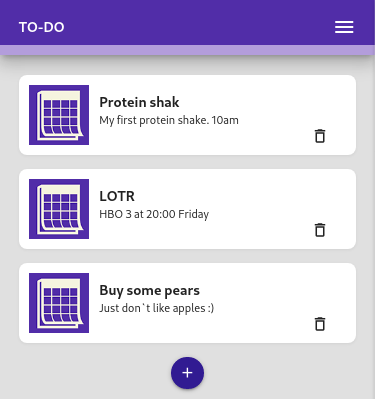 TO-DO
Protein shak
My first protein shake. 10am
LOTR
HBO 3 at 20:00 Friday
Buy some pears
Just don`t like apples :)
+